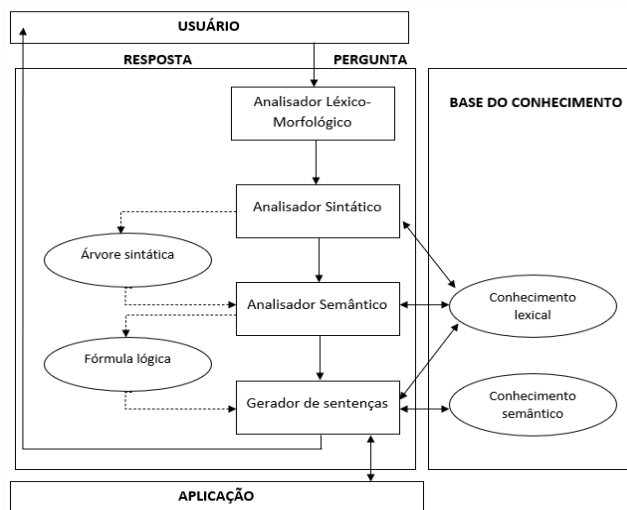 USUÁRIO
RESPOSTA
PERGUNTA
Analisador Léxico-
Morfológico
BASE DO CONHECIMENTO
Analisador Sintático
Árvore sintática
Analisador Semântico
Conhecimento
lexical
Fórmula lógica
Gerador de sentenças
Conhecimento
semântico
APLICAÇÃO